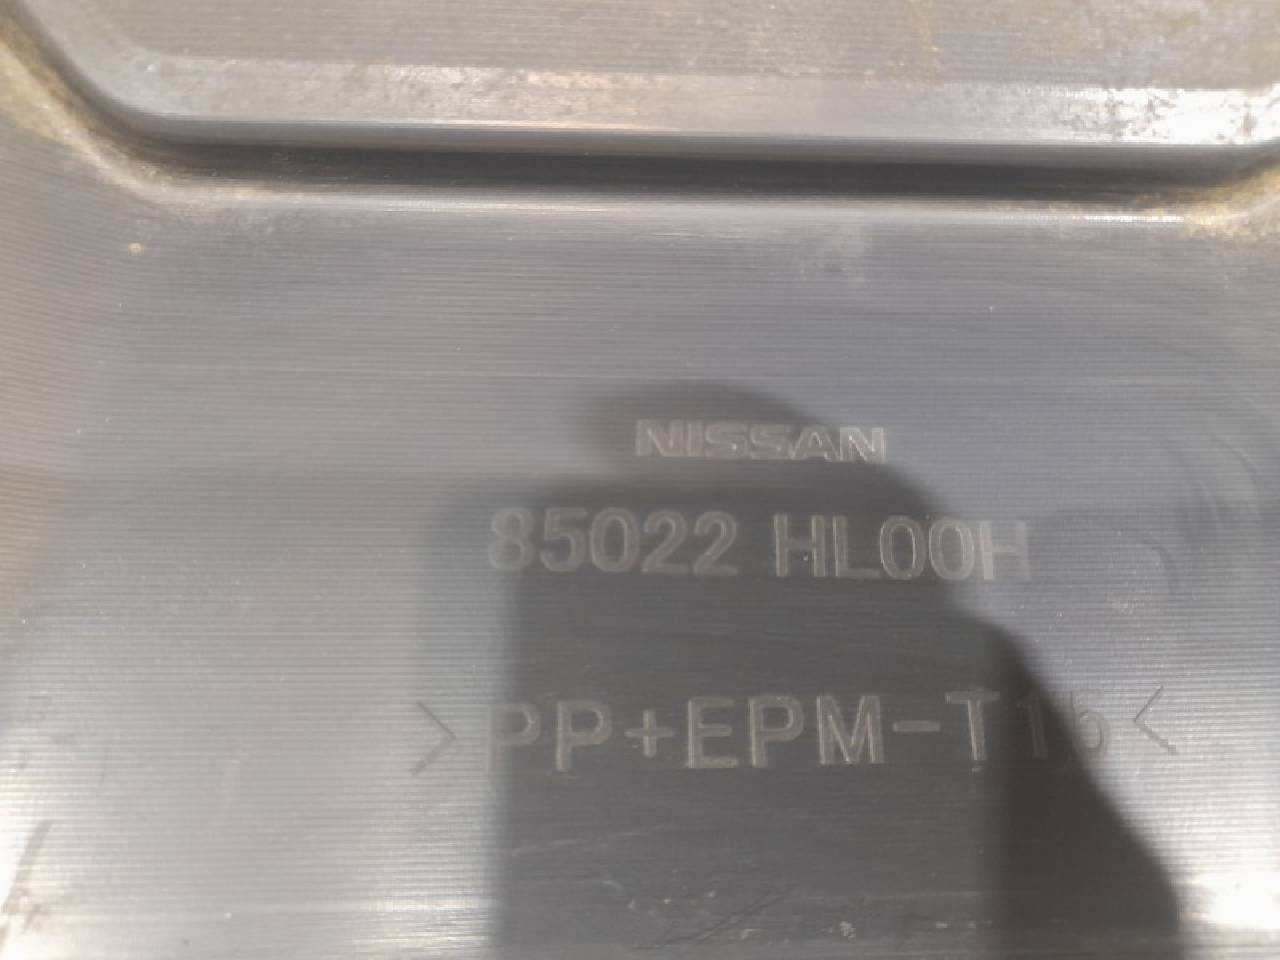 NISSAN
85022 HL00H
>PP+EPM-T15<